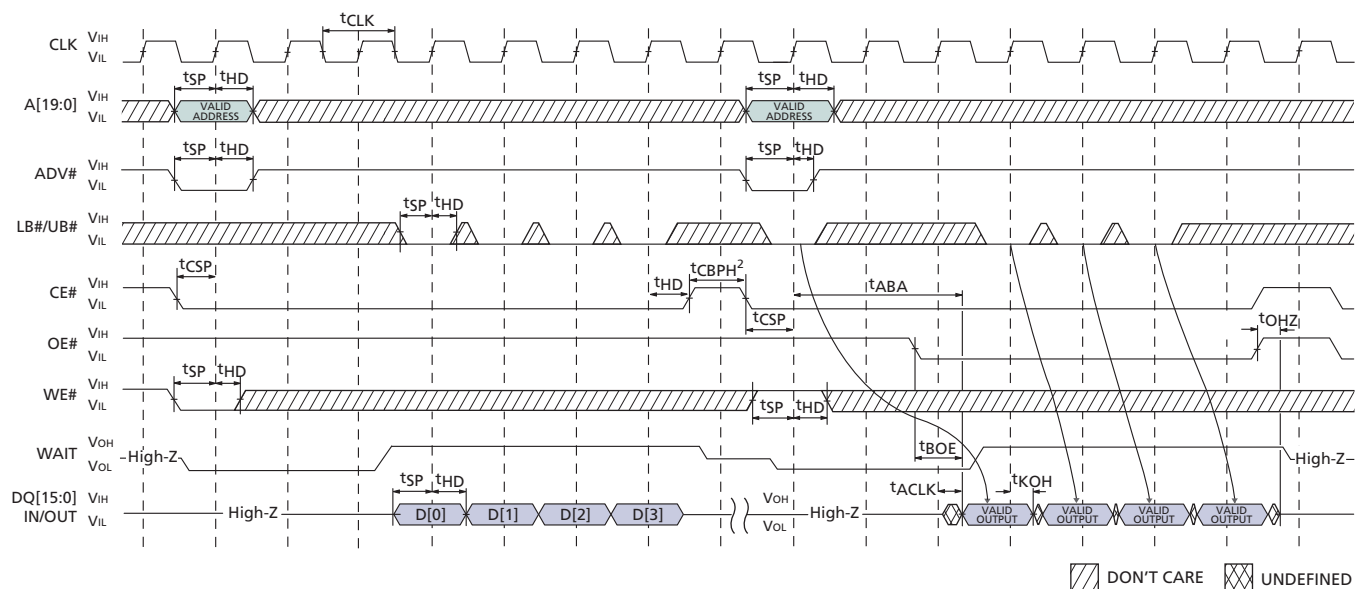 tCLK
CLK VIH
VIL
tSP tHD tSP tHD
A[19:0] VIH
VIL
VALID ADDRESS VALID ADDRESS
tSP tHD tSP tHD
ADV# VIH
VIL
tSP tHD
LB#/UB# VIH
VIL
tCSP tHD tCBPH2 tABA
CE# VIH
VIL
tCSP tOHZ
OE# VIH
VIL
tSP tHD
WE# VIH
VIL
tSP tHD
tBOE
WAIT VOH
VOL
High-Z High-Z
tSP tHD tACLK tKOH
DQ[15:0] IN/OUT VIH
VIL
High-Z D[0] D[1] D[2] D[3] VOH
VOL
High-Z VALID OUTPUT VALID OUTPUT VALID OUTPUT VALID OUTPUT
DON'T CARE UNDEFINED